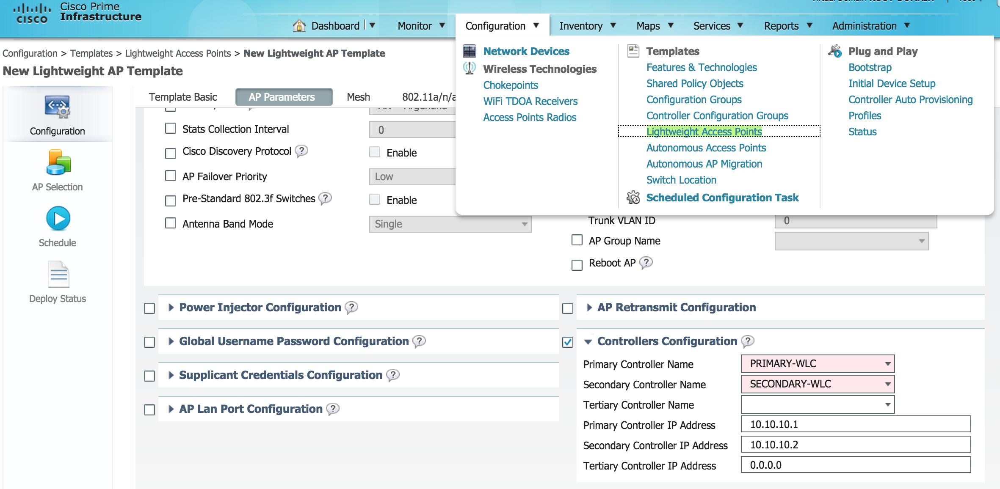 Cisco Prime
Infrastructure
CISCO
Dashboard
Monitor
Configuration
Inventory
Maps
Services
Reports
Administration
Configuration > Templates > Lightweight Access Points > New Lightweight AP Template
New Lightweight AP Template
Network Devices
Wireless Technologies
Chokepoints
WiFi TDOA Receivers
Access Points Radios
Templates
Features & Technologies
Shared Policy Objects
Configuration Groups
Controller Configuration Groups
Lightweight Access Points
Autonomous Access Points
Autonomous AP Migration
Switch Location
Scheduled Configuration Task
Plug and Play
Bootstrap
Initial Device Setup
Controller Auto Provisioning
Profiles
Status
Configuration
AP Selection
Schedule
Deploy Status
Template Basic
AP Parameters
Mesh
802.11a/n/a
Stats Collection Interval
0
Cisco Discovery Protocol ?
Enable
AP Failover Priority
Low
Pre-Standard 802.3f Switches ?
Enable
Antenna Band Mode
Single
Trunk VLAN ID
0
AP Group Name
Reboot AP ?
Power Injector Configuration ?
Global Username Password Configuration ?
Supplicant Credentials Configuration ?
AP Lan Port Configuration ?
AP Retransmit Configuration
Controllers Configuration ?
Primary Controller Name
PRIMARY-WLC
Secondary Controller Name
SECONDARY-WLC
Tertiary Controller Name
Primary Controller IP Address
10.10.10.1
Secondary Controller IP Address
10.10.10.2
Tertiary Controller IP Address
0.0.0.0